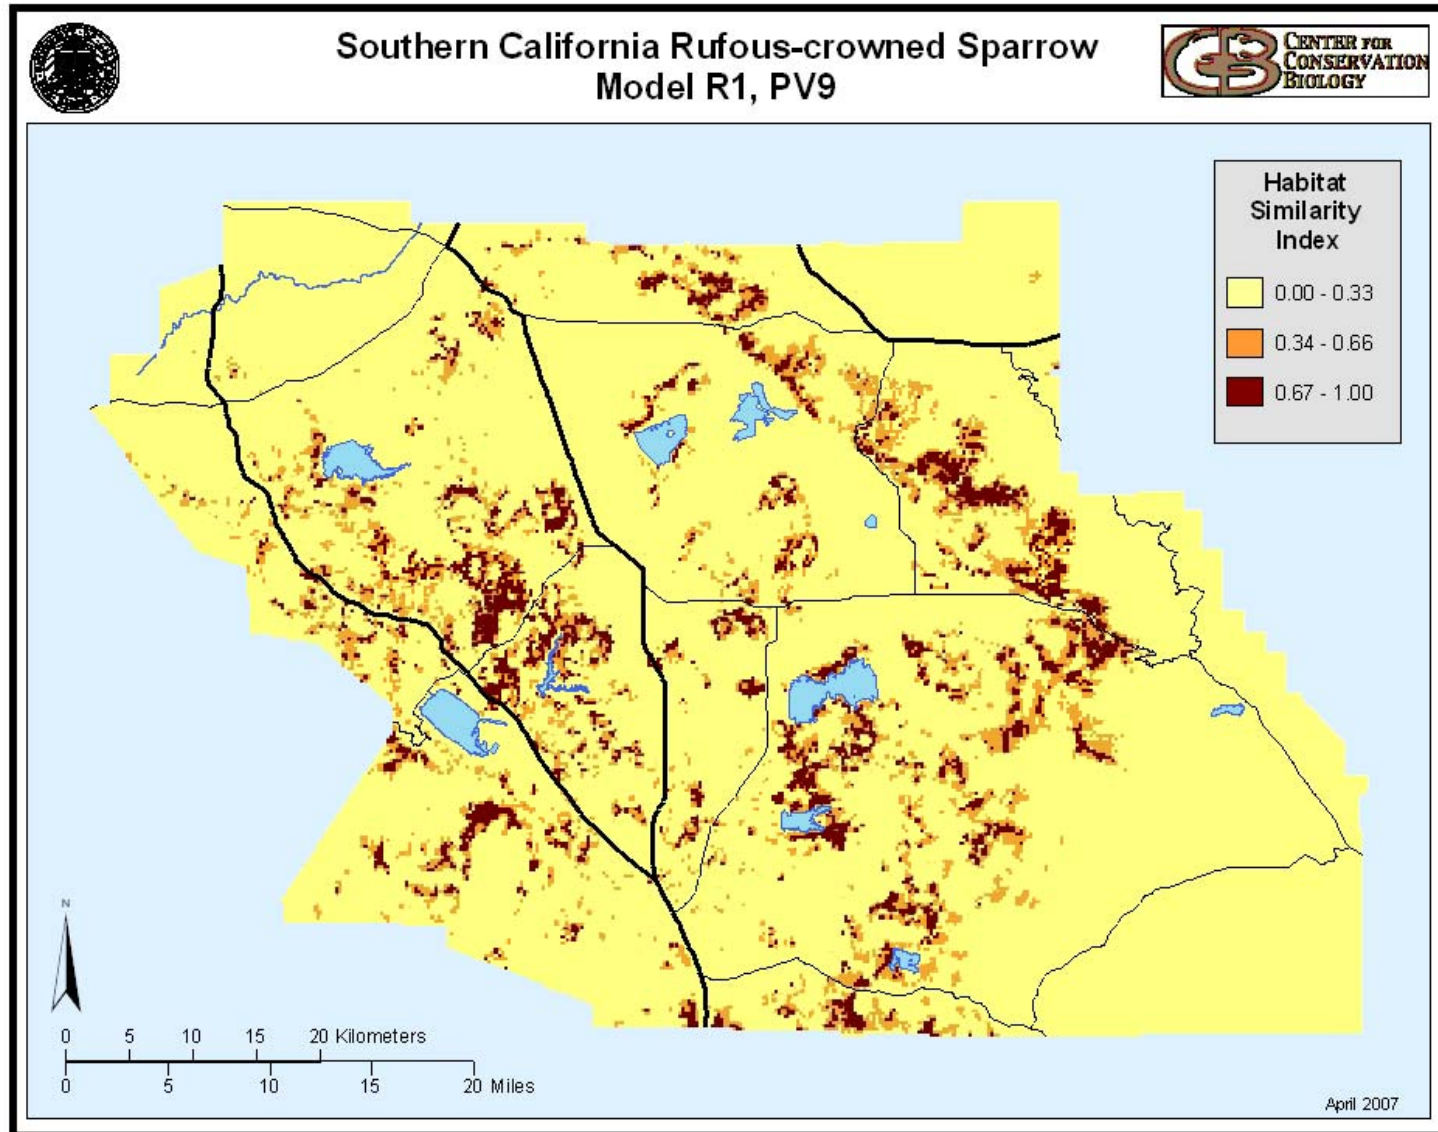 Southern California Rufous-crowned Sparrow
Model R1, PV9
CENTER FOR
CONSERVATION
BIOLOGY
Habitat
Similarity
Index
0.00 - 0.33
0.34 - 0.66
0.67 - 1.00
N
0 5 10 15 20 Kilometers
0 5 10 15 20 Miles
April 2007